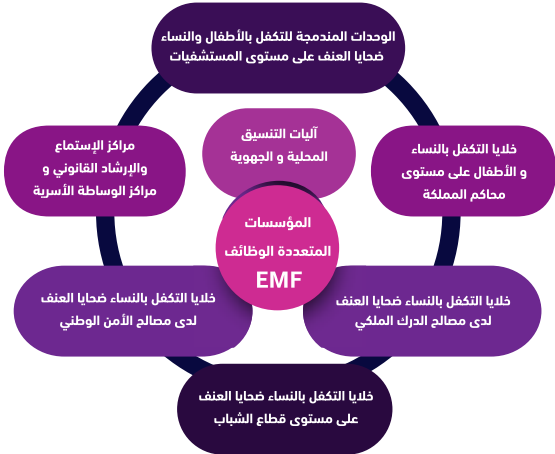 الوحدات المندمجة للتكفل بالأطفال والنساء
ضحايا العنف على مستوى المستشفيات
آليات التنسيق
المحلية و الجهوية
خلايا التكفل بالنساء
و الأطفال على مستوى
محاكم المملكة
مراكز الإستماع
والإرشاد القانوني و
مراكز الوساطة الأسرية
المؤسسات
المتعددة الوظائف
EMF
خلايا التكفل بالنساء ضحايا العنف
لدى مصالح الدرك الملكي
خلايا التكفل بالنساء ضحايا العنف
لدى مصالح الأمن الوطني
خلايا التكفل بالنساء ضحايا العنف
على مستوى قطاع الشباب